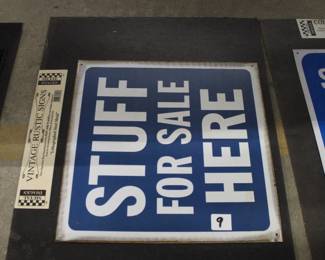 STUFF
FOR SALE
HERE
9
VINTAGE RUSTIC SIGNS